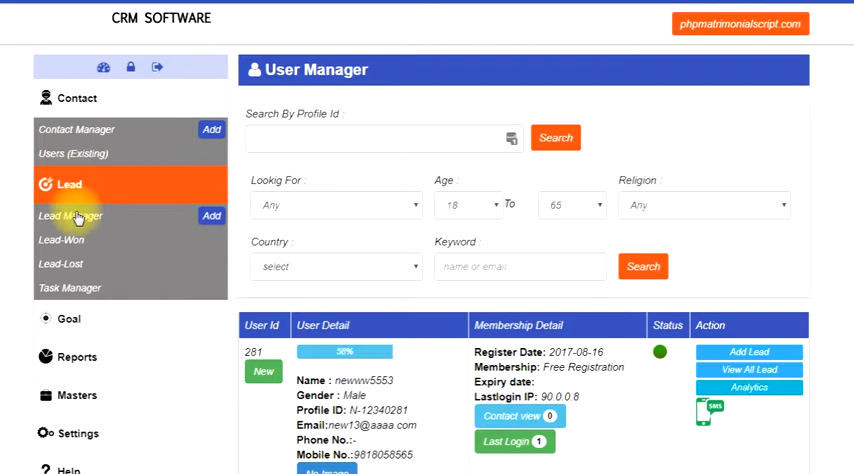 CRM SOFTWARE
phpmatrimonialscript.com
Contact
Contact Manager Add
Users (Existing)
Lead
Lead Manager Add
Lead-Won
Lead-Lost
Task Manager
Goal
Reports
Masters
Settings
Help
User Manager
Search By Profile Id :
Search
Lookig For : Age : Religion :
Any 18 To 65 Any
Country : Keyword :
select name or email Search
User Id User Detail Membership Detail Status Action
281
New
58%
Name : newww5553
Gender : Male
Profile ID: N-12340281
Email:new13@aaaa.com
Phone No.:-
Mobile No.:9818058565
No Image
Register Date: 2017-08-16
Membership: Free Registration
Expiry date:
Lastlogin IP: 90.0.0.8
Contact view 0
Last Login 1
Add Lead
View All Lead
Analytics
SMS